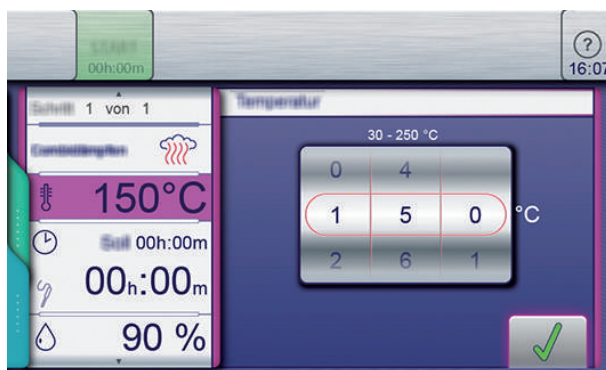 00h:00m
?
16:07
1 von 1
Temperatur
30 - 250 °C
0 4
1 5 0 °C
2 6 1
150°C
00h:00m
00h:00m
90 %